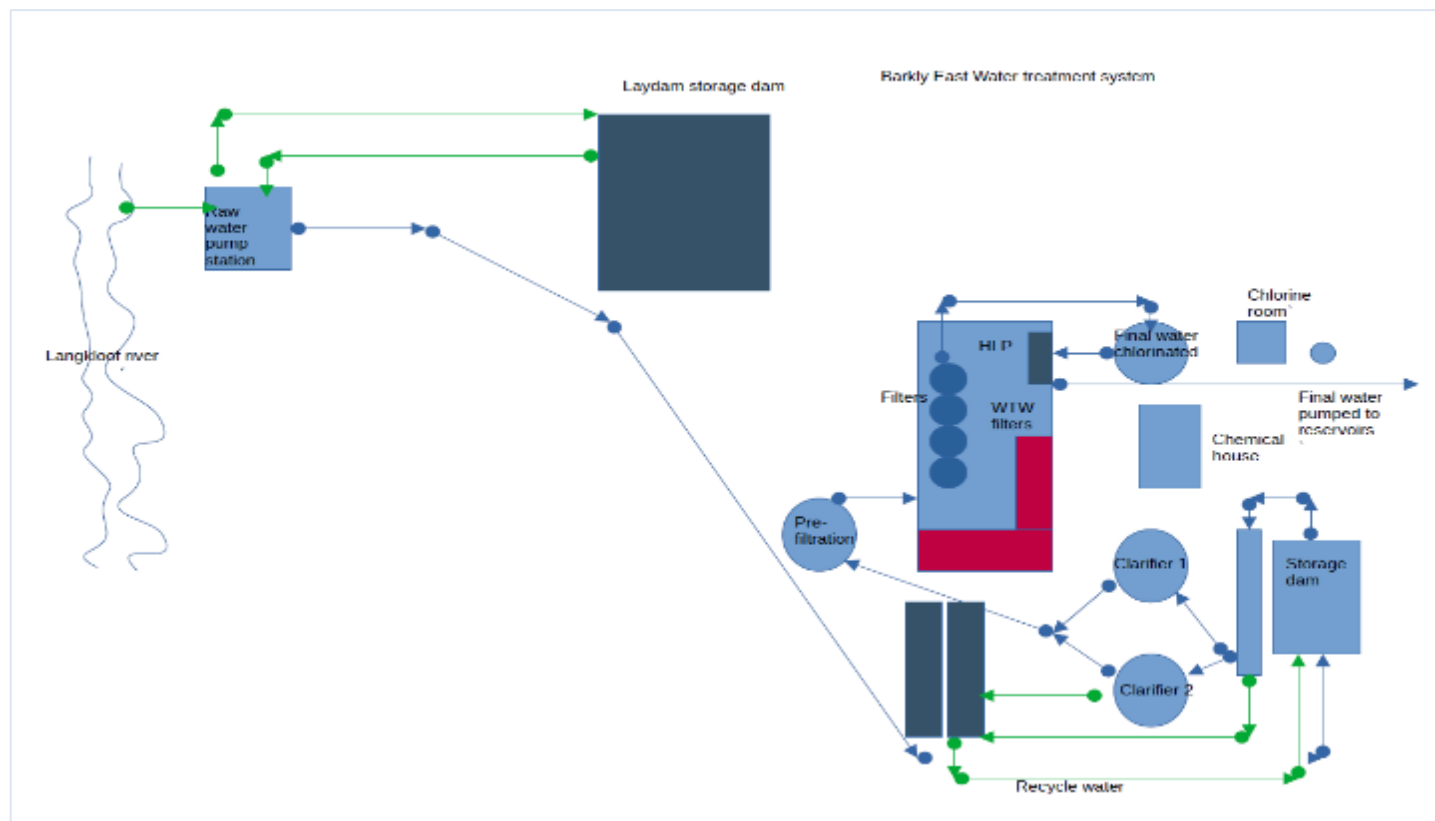 Barkly East Water treatment system
Laydam storage dam
Raw
water
pump
station
Langkloof river
Chlorine
room`
Final water
chlorinated
HLP
Filters
WTW
filters
Final water
pumped to
reservoirs
`
Chemical
house
Pre-
filtration
Clarifier 1
Storage
dam
Clarifier 2
Recycle water